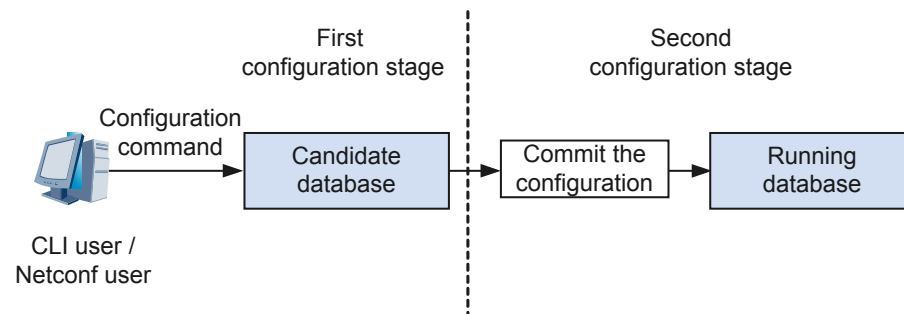 First
configuration stage
Second
configuration stage
Configuration
command
Candidate
database
Commit the
configuration
Running
database
CLI user /
Netconf user